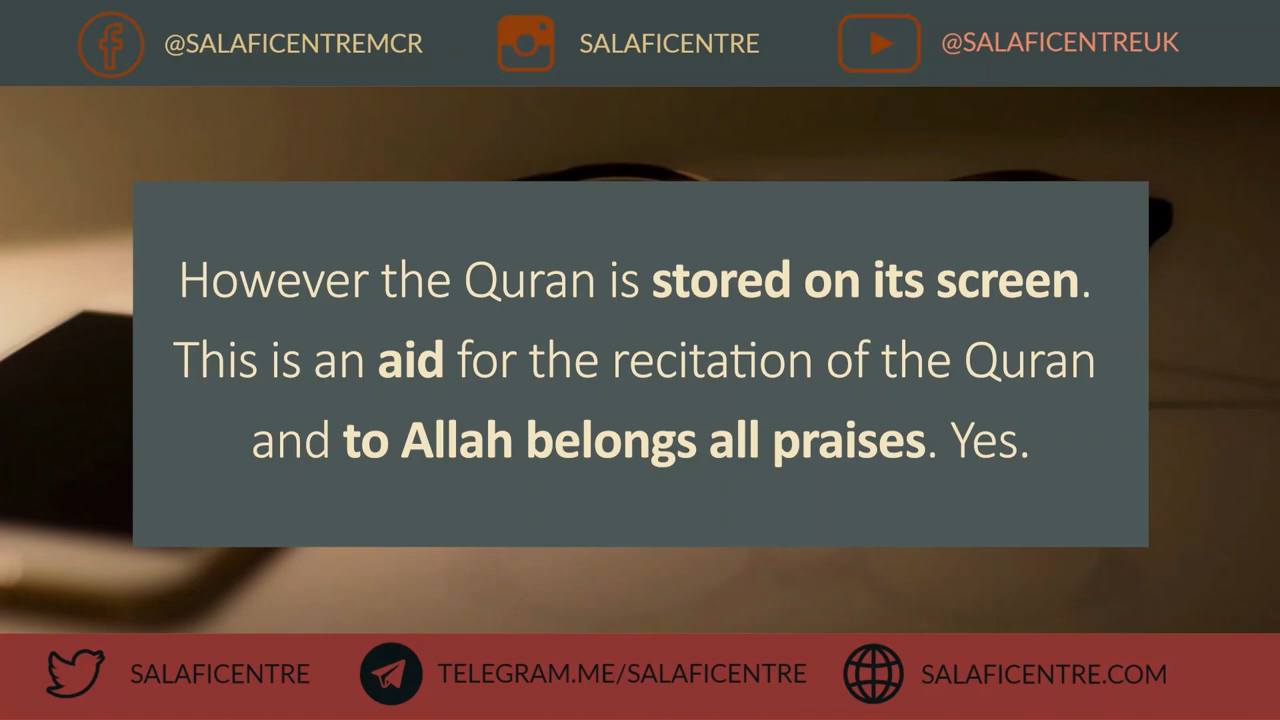 @SALAFICENTREMCR SALAFICENTRE @SALAFICENTREUK
However the Quran is stored on its screen.
This is an aid for the recitation of the Quran
and to Allah belongs all praises. Yes.
SALAFICENTRE TELEGRAM.ME/SALAFICENTRE SALAFICENTRE.COM